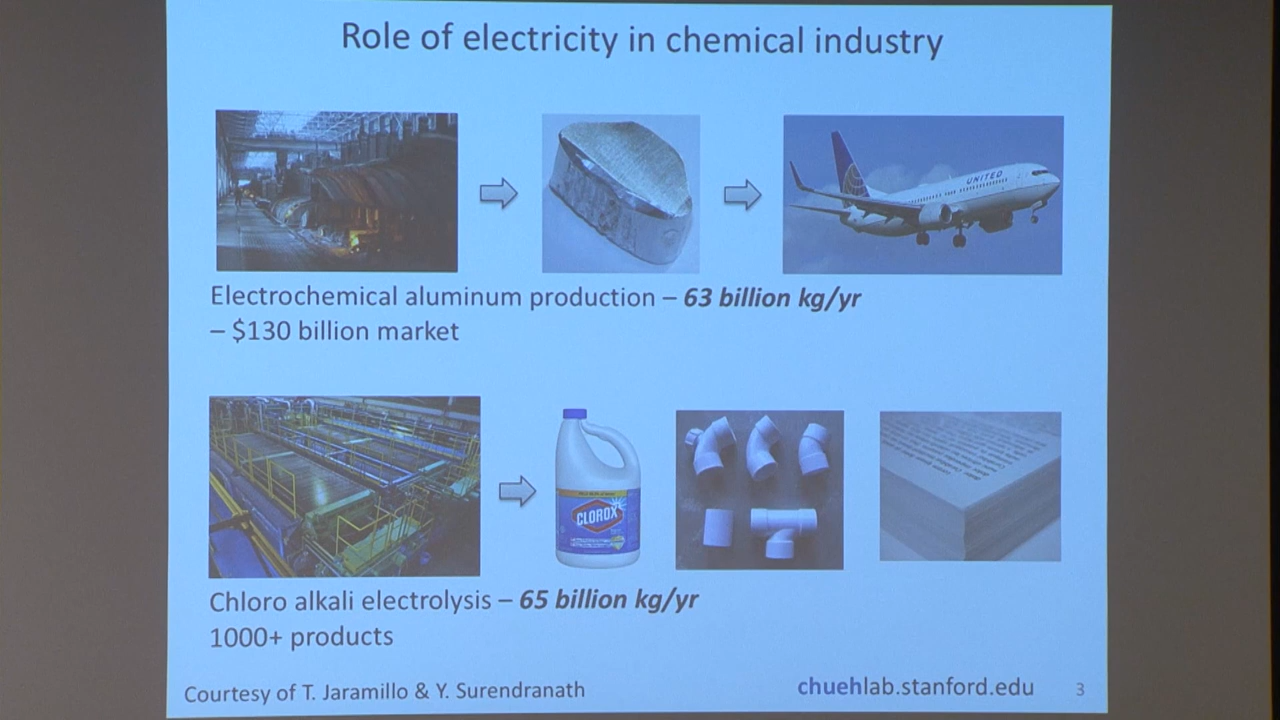 Role of electricity in chemical industry
UNITED
Electrochemical aluminum production – 63 billion kg/yr
– $130 billion market
CLOROX
Chloro alkali electrolysis – 65 billion kg/yr
1000+ products
Courtesy of T. Jaramillo & Y. Surendranath
chuehlab.stanford.edu
3